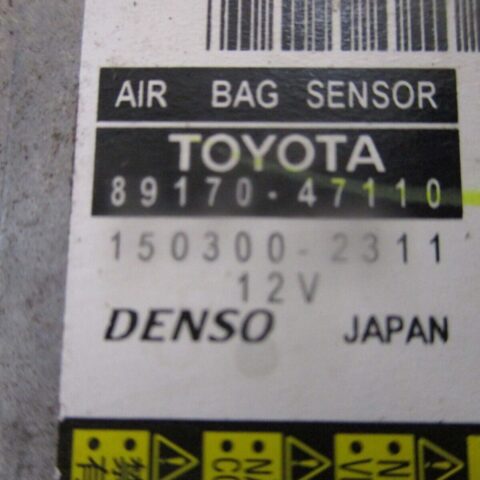 AIR BAG SENSOR
TOYOTA
89170-47110
150300-2311
12V
DENSO JAPAN